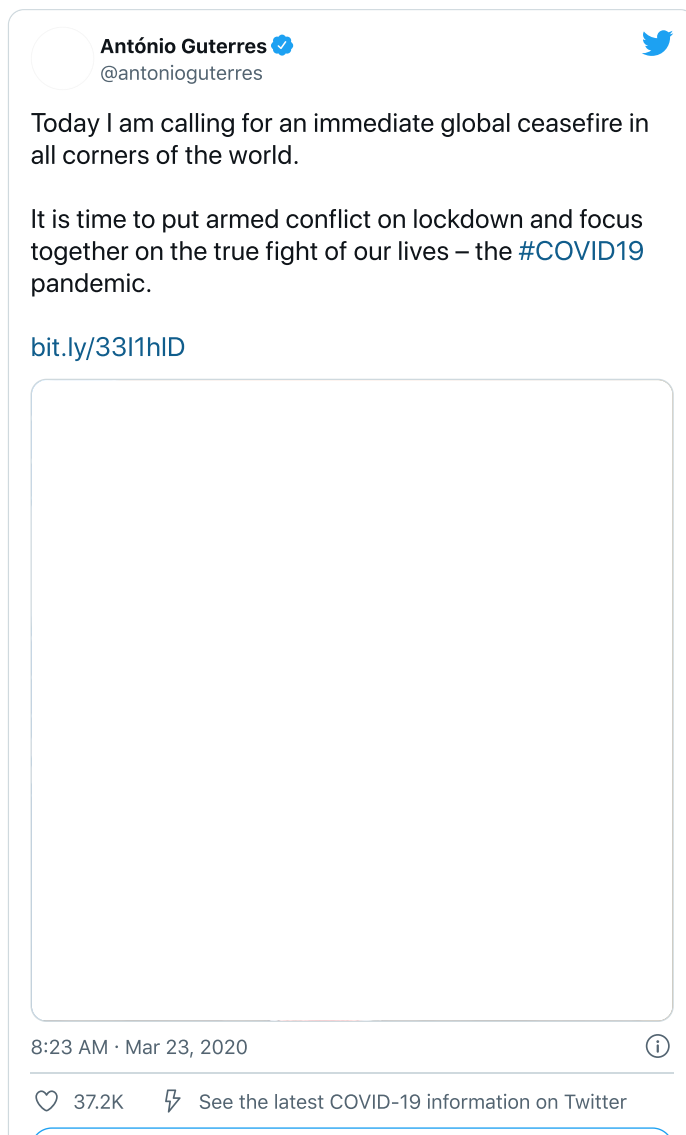 António Guterres
@antonioguterres
Today I am calling for an immediate global ceasefire in
all corners of the world.
It is time to put armed conflict on lockdown and focus
together on the true fight of our lives – the #COVID19
pandemic.
bit.ly/33I1hID
8:23 AM · Mar 23, 2020
37.2K
See the latest COVID-19 information on Twitter